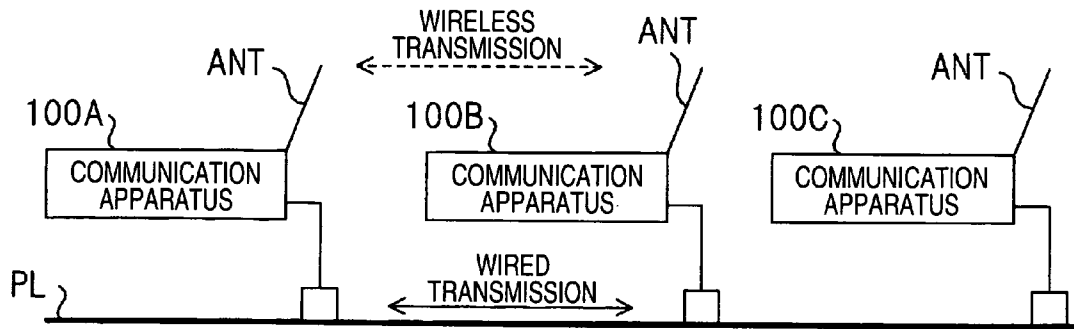 WIRELESS
TRANSMISSION
ANT
ANT
ANT
100A
100B
100C
COMMUNICATION
APPARATUS
COMMUNICATION
APPARATUS
COMMUNICATION
APPARATUS
WIRED
TRANSMISSION
PL